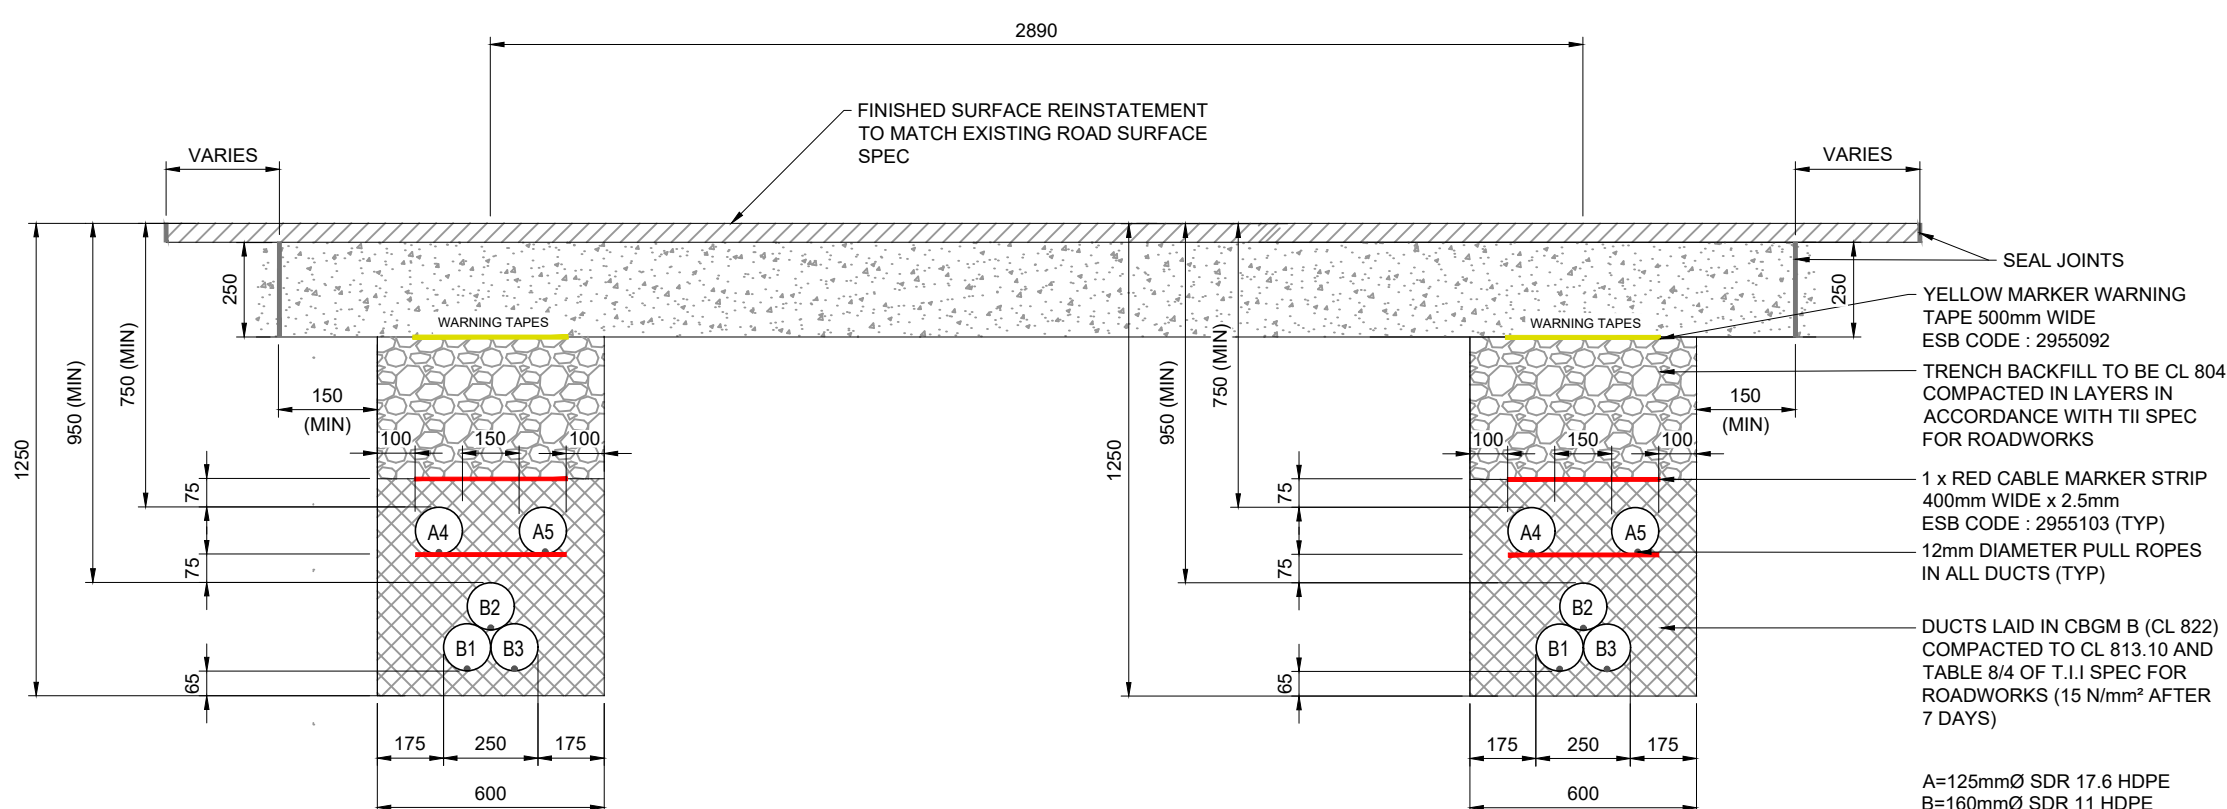 2890
FINISHED SURFACE REINSTATEMENT
TO MATCH EXISTING ROAD SURFACE
SPEC
VARIES
VARIES
SEAL JOINTS
250
250
WARNING TAPES
WARNING TAPES
YELLOW MARKER WARNING
TAPE 500mm WIDE
ESB CODE : 2955092
TRENCH BACKFILL TO BE CL 804
COMPACTED IN LAYERS IN
ACCORDANCE WITH TII SPEC
FOR ROADWORKS
1250
950 (MIN)
750 (MIN)
150
(MIN)
100
150
100
1250
950 (MIN)
750 (MIN)
100
150
100
150
(MIN)
75
75
65
A4
A5
B2
B1
B3
75
75
65
A4
A5
B2
B1
B3
1 x RED CABLE MARKER STRIP
400mm WIDE x 2.5mm
ESB CODE : 2955103 (TYP)
12mm DIAMETER PULL ROPES
IN ALL DUCTS (TYP)
DUCTS LAID IN CBGM B (CL 822)
COMPACTED TO CL 813.10 AND
TABLE 8/4 OF T.I.I SPEC FOR
ROADWORKS (15 N/mm² AFTER
7 DAYS)
175
250
175
600
175
250
175
600
A=125mmØ SDR 17.6 HDPE
B=160mmØ SDR 11 HDPE